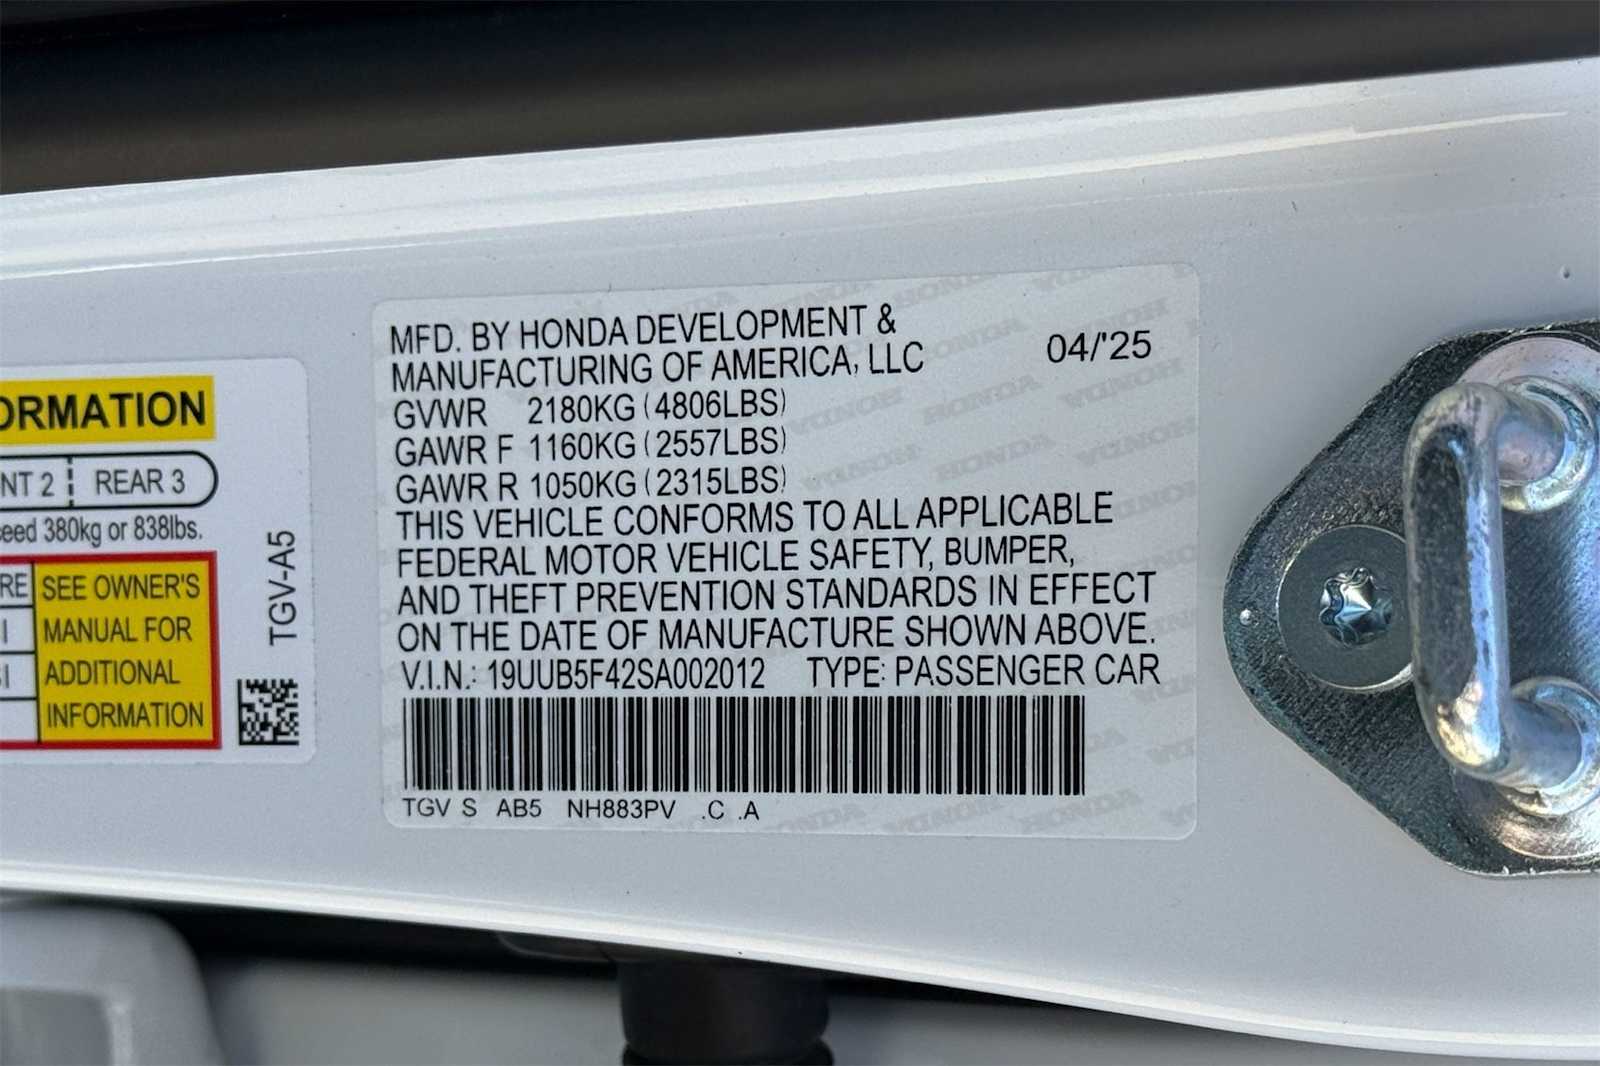 ORMATION
NT 2 REAR 3
eed 380kg or 838lbs.
RE SEE OWNER'S
I MANUAL FOR
SI ADDITIONAL
INFORMATION
TGV-A5
MFD. BY HONDA DEVELOPMENT &
MANUFACTURING OF AMERICA, LLC 04/'25
GVWR 2180KG (4806LBS)
GAWR F 1160KG (2557LBS)
GAWR R 1050KG (2315LBS)
THIS VEHICLE CONFORMS TO ALL APPLICABLE
FEDERAL MOTOR VEHICLE SAFETY, BUMPER,
AND THEFT PREVENTION STANDARDS IN EFFECT
ON THE DATE OF MANUFACTURE SHOWN ABOVE.
V.I.N.: 19UUB5F42SA002012 TYPE: PASSENGER CAR
TGV S AB5 NH883PV .C .A